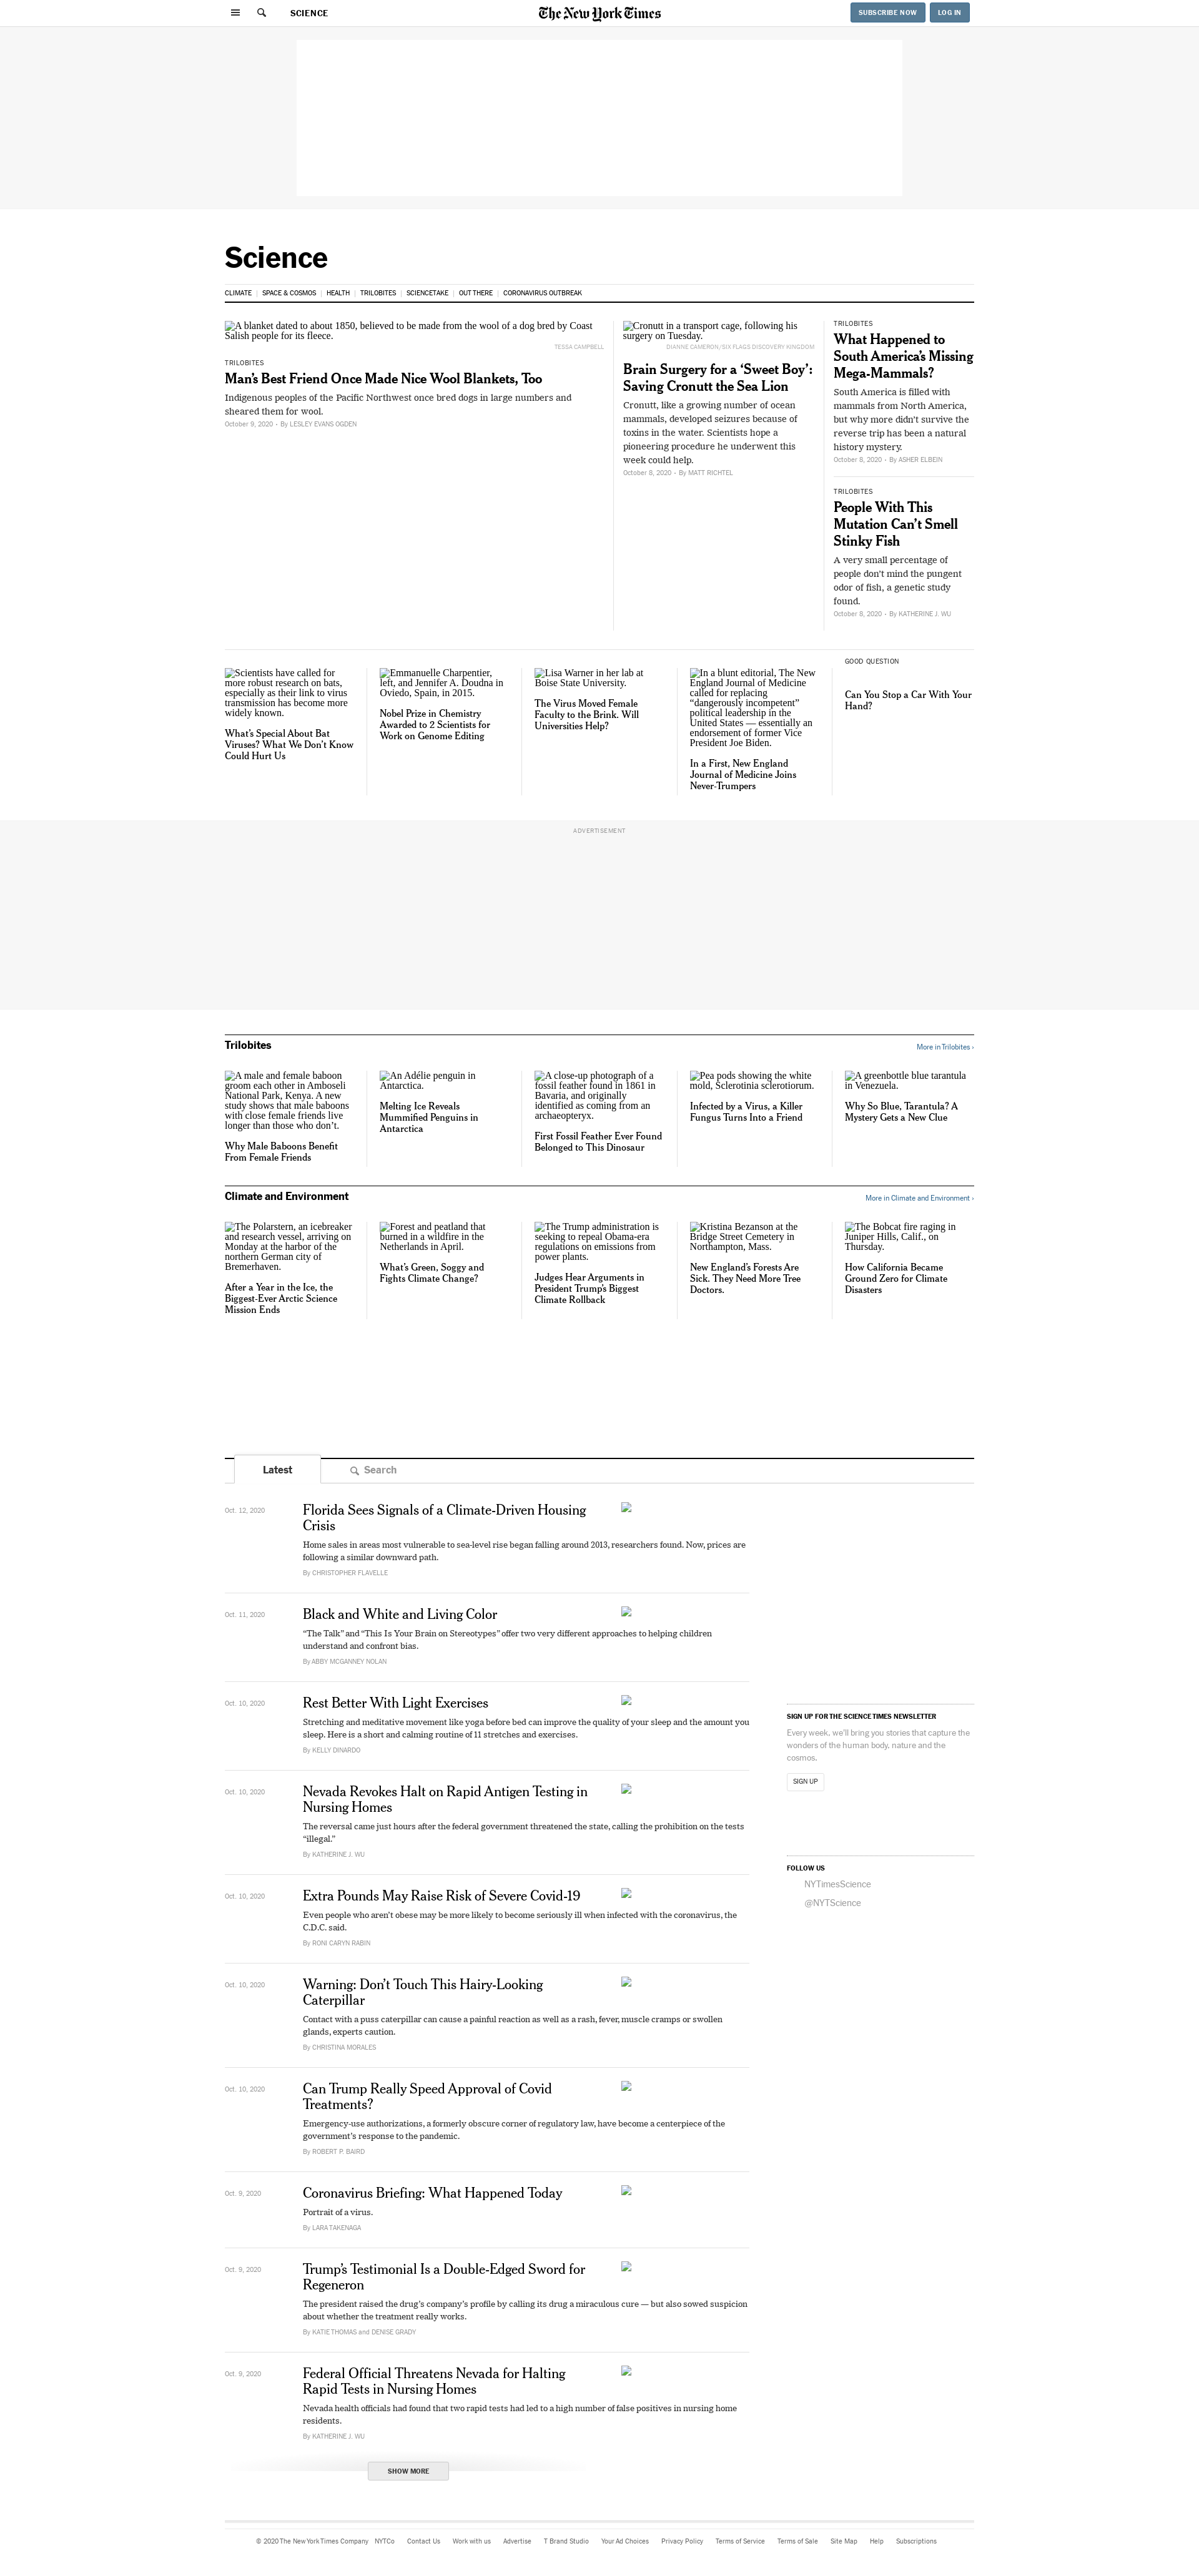 SCIENCE
The New York Times
SUBSCRIBE NOW
LOG IN
Science
CLIMATE | SPACE & COSMOS | HEALTH | TRILOBITES | SCIENCETAKE | OUT THERE | CORONAVIRUS OUTBREAK
A blanket dated to about 1850, believed to be made from the wool of a dog bred by Coast
Salish people for its fleece.
TESSA CAMPBELL
TRILOBITES
Man's Best Friend Once Made Nice Wool Blankets, Too
Indigenous peoples of the Pacific Northwest once bred dogs in large numbers and
sheared them for wool.
October 9, 2020 • By LESLEY EVANS OGDEN
Cronutt in a transport cage, following his
surgery on Tuesday.
DIANNE CAMERON/SIX FLAGS DISCOVERY KINGDOM
Brain Surgery for a ‘Sweet Boy’:
Saving Cronutt the Sea Lion
Cronutt, like a growing number of ocean
mammals, developed seizures because of
toxins in the water. Scientists hope a
pioneering procedure he underwent this
week could help.
October 8, 2020 • By MATT RICHTEL
TRILOBITES
What Happened to
South America’s Missing
Mega-Mammals?
South America is filled with
mammals from North America,
but why more didn't survive the
reverse trip has been a natural
history mystery.
October 8, 2020 • By ASHER ELBEIN
TRILOBITES
People With This
Mutation Can’t Smell
Stinky Fish
A very small percentage of
people don't mind the pungent
odor of fish, a genetic study
found.
October 8, 2020 • By KATHERINE J. WU
Scientists have called for
more robust research on bats,
especially as their link to virus
transmission has become more
widely known.
What’s Special About Bat
Viruses? What We Don’t Know
Could Hurt Us
Emmanuelle Charpentier,
left, and Jennifer A. Doudna in
Oviedo, Spain, in 2015.
Nobel Prize in Chemistry
Awarded to 2 Scientists for
Work on Genome Editing
Lisa Warner in her lab at
Boise State University.
The Virus Moved Female
Faculty to the Brink. Will
Universities Help?
In a blunt editorial, The New
England Journal of Medicine
called for replacing
“dangerously incompetent”
political leadership in the
United States — essentially an
endorsement of former Vice
President Joe Biden.
In a First, New England
Journal of Medicine Joins
Never-Trumpers
GOOD QUESTION
Can You Stop a Car With Your
Hand?
ADVERTISEMENT
Trilobites
More in Trilobites ›
A male and female baboon
groom each other in Amboseli
National Park, Kenya. A new
study shows that male baboons
with close female friends live
longer than those who don’t.
Why Male Baboons Benefit
From Female Friends
An Adélie penguin in
Antarctica.
Melting Ice Reveals
Mummified Penguins in
Antarctica
A close-up photograph of a
fossil feather found in 1861 in
Bavaria, and originally
identified as coming from an
archaeopteryx.
First Fossil Feather Ever Found
Belonged to This Dinosaur
Pea pods showing the white
mold, Sclerotinia sclerotiorum.
Infected by a Virus, a Killer
Fungus Turns Into a Friend
A greenbottle blue tarantula
in Venezuela.
Why So Blue, Tarantula? A
Mystery Gets a New Clue
Climate and Environment
More in Climate and Environment ›
The Polarstern, an icebreaker
and research vessel, arriving on
Monday at the harbor of the
northern German city of
Bremerhaven.
After a Year in the Ice, the
Biggest-Ever Arctic Science
Mission Ends
Forest and peatland that
burned in a wildfire in the
Netherlands in April.
What’s Green, Soggy and
Fights Climate Change?
The Trump administration is
seeking to repeal Obama-era
regulations on emissions from
power plants.
Judges Hear Arguments in
President Trump’s Biggest
Climate Rollback
Kristina Bezanson at the
Bridge Street Cemetery in
Northampton, Mass.
New England’s Forests Are
Sick. They Need More Tree
Doctors.
The Bobcat fire raging in
Juniper Hills, Calif., on
Thursday.
How California Became
Ground Zero for Climate
Disasters
Latest
Search
Oct. 12, 2020
Florida Sees Signals of a Climate-Driven Housing
Crisis
Home sales in areas most vulnerable to sea-level rise began falling around 2013, researchers found. Now, prices are
following a similar downward path.
By CHRISTOPHER FLAVELLE
Oct. 11, 2020
Black and White and Living Color
“The Talk” and “This Is Your Brain on Stereotypes” offer two very different approaches to helping children
understand and confront bias.
By ABBY MCGANNEY NOLAN
Oct. 10, 2020
Rest Better With Light Exercises
Stretching and meditative movement like yoga before bed can improve the quality of your sleep and the amount you
sleep. Here is a short and calming routine of 11 stretches and exercises.
By KELLY DINARDO
Oct. 10, 2020
Nevada Revokes Halt on Rapid Antigen Testing in
Nursing Homes
The reversal came just hours after the federal government threatened the state, calling the prohibition on the tests
“illegal.”
By KATHERINE J. WU
Oct. 10, 2020
Extra Pounds May Raise Risk of Severe Covid-19
Even people who aren’t obese may be more likely to become seriously ill when infected with the coronavirus, the
C.D.C. said.
By RONI CARYN RABIN
Oct. 10, 2020
Warning: Don’t Touch This Hairy-Looking
Caterpillar
Contact with a puss caterpillar can cause a painful reaction as well as a rash, fever, muscle cramps or swollen
glands, experts caution.
By CHRISTINA MORALES
Oct. 10, 2020
Can Trump Really Speed Approval of Covid
Treatments?
Emergency-use authorizations, a formerly obscure corner of regulatory law, have become a centerpiece of the
government’s response to the pandemic.
By ROBERT P. BAIRD
Oct. 9, 2020
Coronavirus Briefing: What Happened Today
Portrait of a virus.
By LARA TAKENAGA
Oct. 9, 2020
Trump’s Testimonial Is a Double-Edged Sword for
Regeneron
The president raised the drug’s company’s profile by calling its drug a miraculous cure — but also sowed suspicion
about whether the treatment really works.
By KATIE THOMAS and DENISE GRADY
Oct. 9, 2020
Federal Official Threatens Nevada for Halting
Rapid Tests in Nursing Homes
Nevada health officials had found that two rapid tests had led to a high number of false positives in nursing home
residents.
By KATHERINE J. WU
SHOW MORE
SIGN UP FOR THE SCIENCE TIMES NEWSLETTER
Every week, we'll bring you stories that capture the
wonders of the human body, nature and the
cosmos.
SIGN UP
FOLLOW US
NYTimesScience
@NYTScience
© 2020 The New York Times Company NYTCo Contact Us Work with us Advertise T Brand Studio Your Ad Choices Privacy Policy Terms of Service Terms of Sale Site Map Help Subscriptions